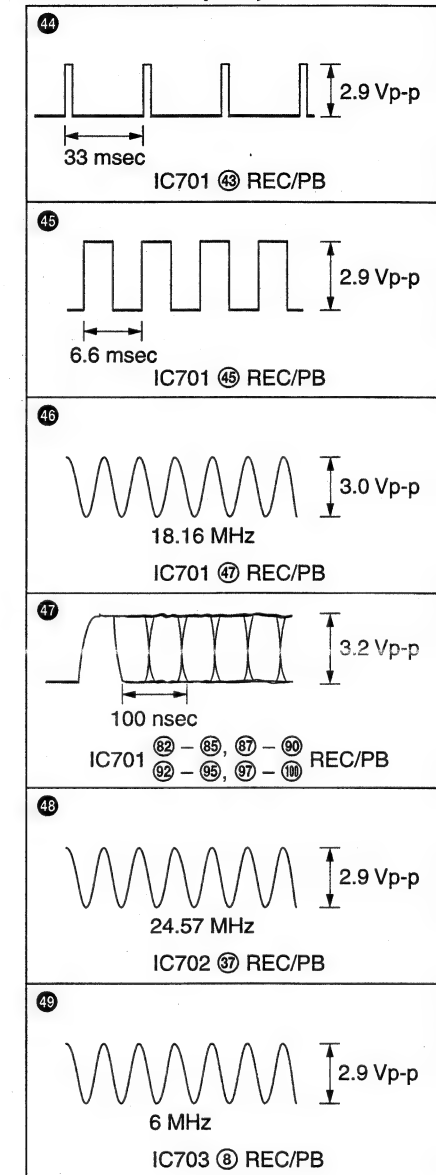 ㊹
2.9 Vp-p
33 msec
IC701 ㊸ REC/PB
㊺
2.9 Vp-p
6.6 msec
IC701 ㊺ REC/PB
㊻
3.0 Vp-p
18.16 MHz
IC701 ㊼ REC/PB
㊼
3.2 Vp-p
100 nsec
IC701 (82) – (85), (87) – (90) REC/PB
(92) – (95), (97) – (100)
㊽
2.9 Vp-p
24.57 MHz
IC702 ㊲ REC/PB
㊾
2.9 Vp-p
6 MHz
IC703 ⑧ REC/PB